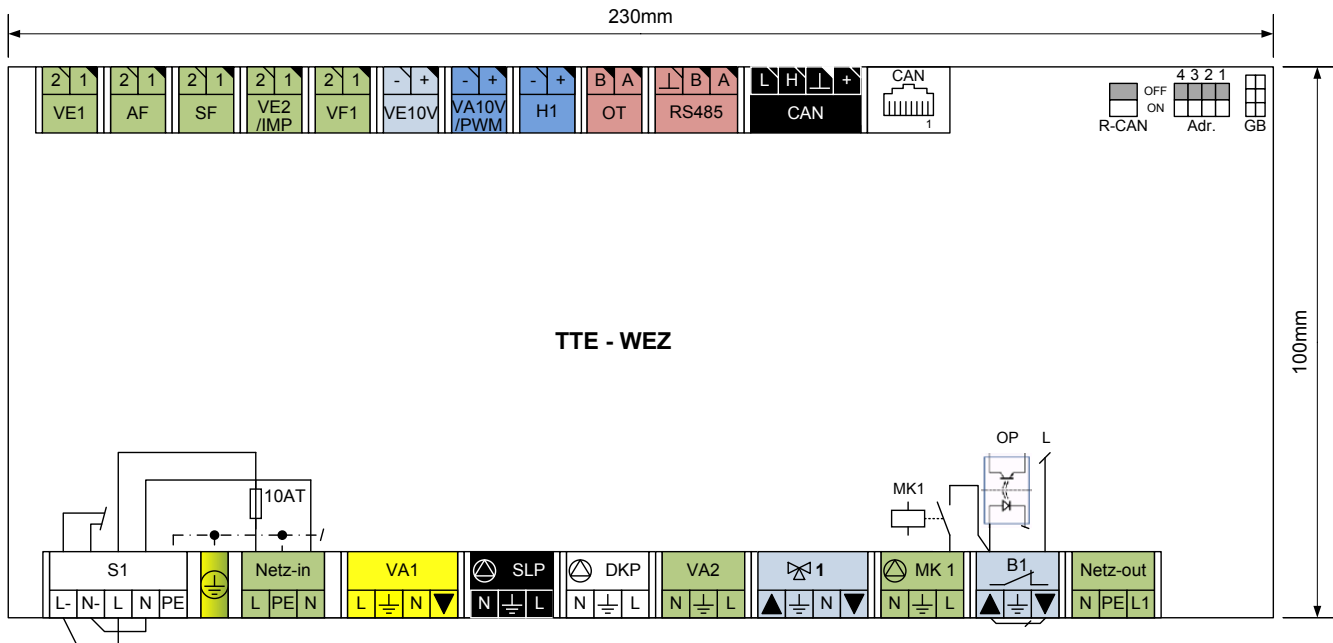 230mm
2 1 2 1 2 1 2 1 2 1 - + - + - + B A ⊥ B A L H ⊥ + CAN
VE1 AF SF VE2 /IMP VF1 VE10V VA10V /PWM H1 OT RS485 CAN
1
4 3 2 1
OFF
ON
R-CAN Adr. GB
100mm
TTE - WEZ
OP L
MK1
10AT
S1 Netz-in VA1 SLP DKP VA2 1 MK 1 B1 Netz-out
L- N- L N PE L PE N L N N L N L N L N N L N PE L1